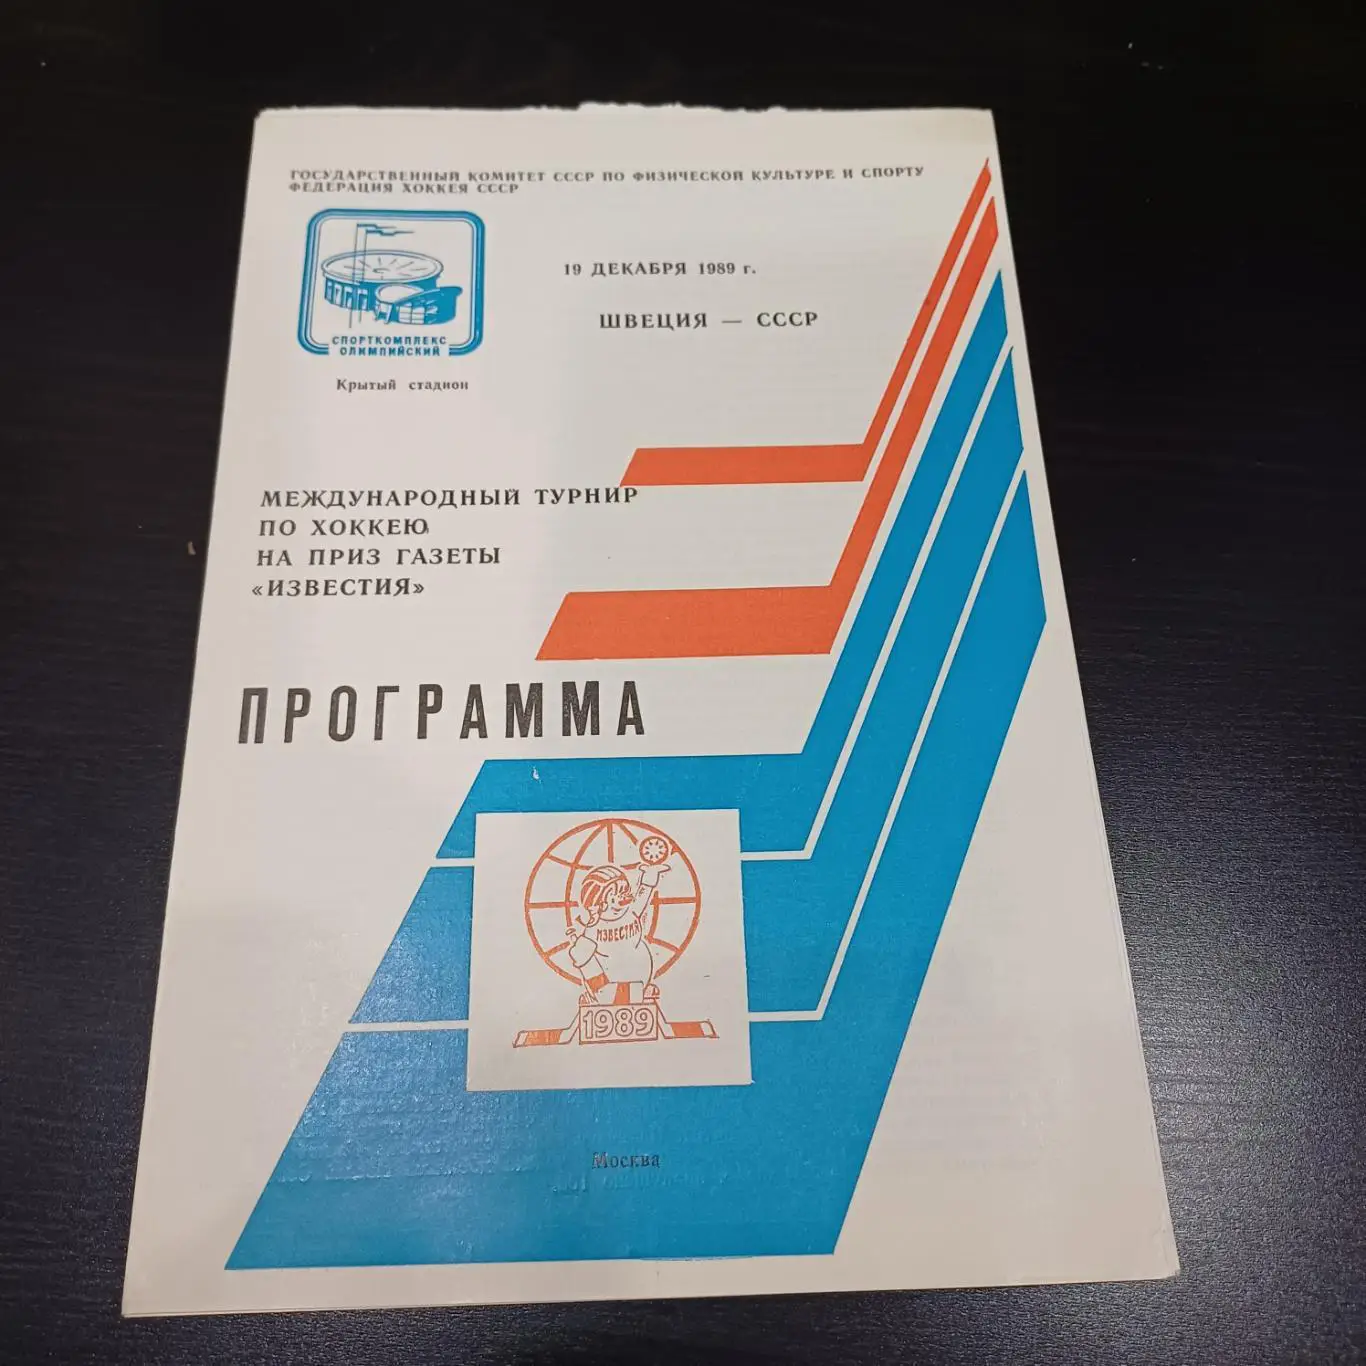 ГОСУДАРСТВЕННЫЙ КОМИТЕТ СССР ПО ФИЗИЧЕСКОЙ КУЛЬТУРЕ И СПОРТУ
ФЕДЕРАЦИЯ ХОККЕЯ СССР
СПОРТКОМПЛЕКС
ОЛИМПИЙСКИЙ
Крытый стадион
19 ДЕКАБРЯ 1989 г.
ШВЕЦИЯ — СССР
МЕЖДУНАРОДНЫЙ ТУРНИР
ПО ХОККЕЮ
НА ПРИЗ ГАЗЕТЫ
«ИЗВЕСТИЯ»
ПРОГРАММА
ИЗВЕСТИЯ
1989
Москва